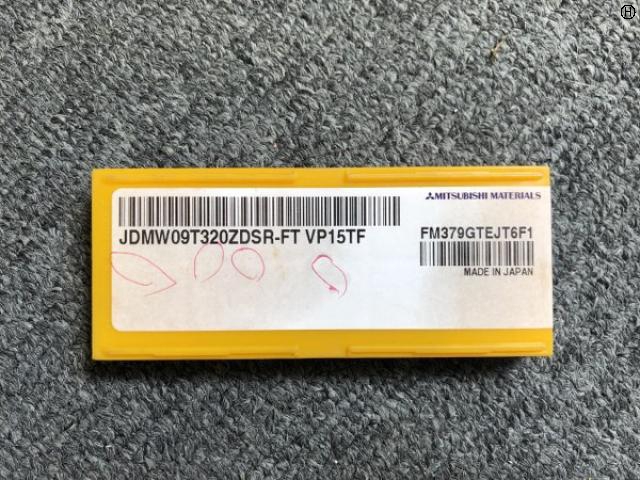 MITSUBISHI MATERIALS
JDMW09T320ZDSR-FT VP15TF
FM379GTEJT6F1
MADE IN JAPAN
H